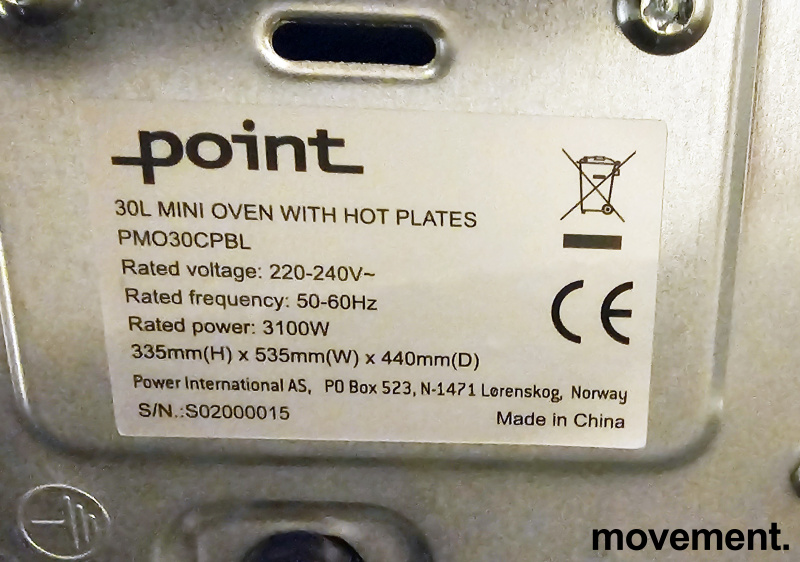 point
30L MINI OVEN WITH HOT PLATES
PMO30CPBL
Rated voltage: 220-240V~
Rated frequency: 50-60Hz
Rated power: 3100W
335mm(H) x 535mm(W) x 440mm(D)
Power International AS, PO Box 523, N-1471 Lørenskog, Norway
S/N.:S02000015 Made in China
CE
movement.